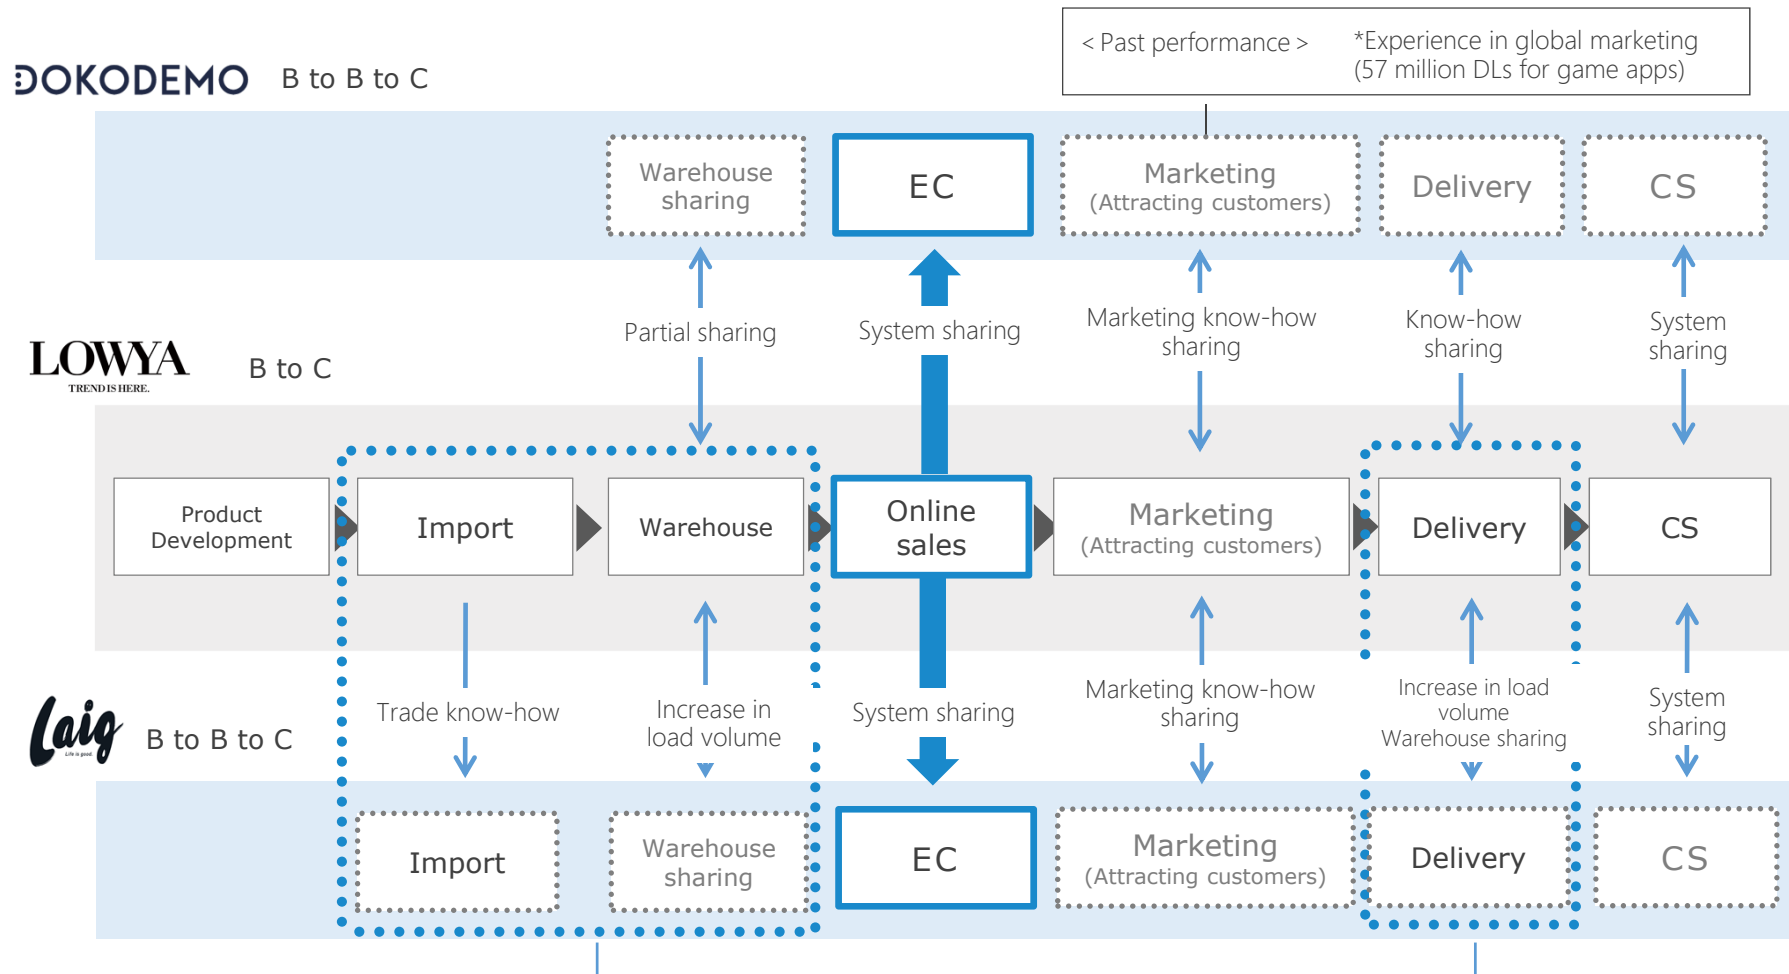 < Past performance >
*Experience in global marketing
(57 million DLs for game apps)
DOKODEMO
B to B to C
Warehouse
sharing
EC
Marketing
(Attracting customers)
Delivery
CS
Partial sharing
System sharing
Marketing know-how
sharing
Know-how
sharing
System
sharing
LOWYA
TREND IS HERE.
B to C
Product
Development
Import
Warehouse
Online
sales
Marketing
(Attracting customers)
Delivery
CS
Laig
Life is good.
B to B to C
Trade know-how
Increase in
load volume
System sharing
Marketing know-how
sharing
Increase in load
volume
Warehouse sharing
System
sharing
Import
Warehouse
sharing
EC
Marketing
(Attracting customers)
Delivery
CS